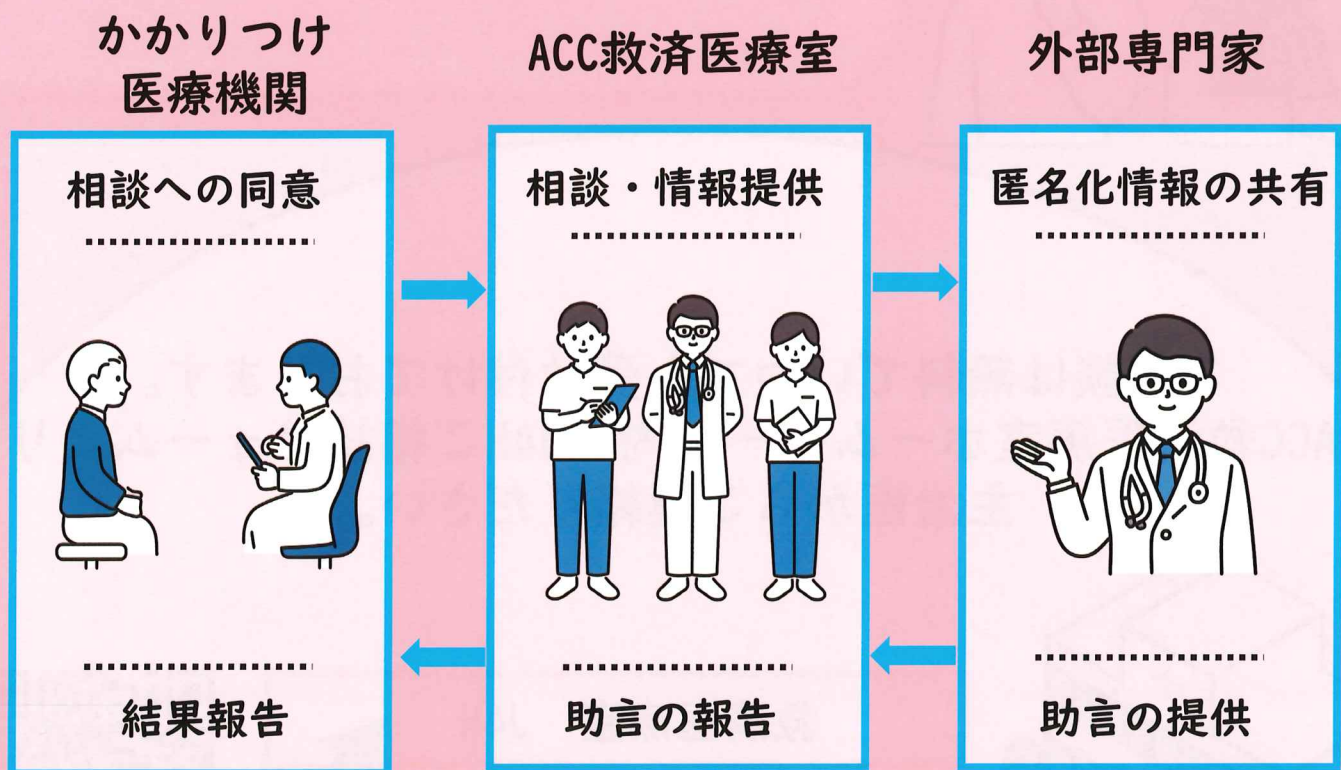 かかりつけ
医療機関
相談への同意
結果報告
ACC救済医療室
相談・情報提供
助言の報告
外部専門家
匿名化情報の共有
助言の提供